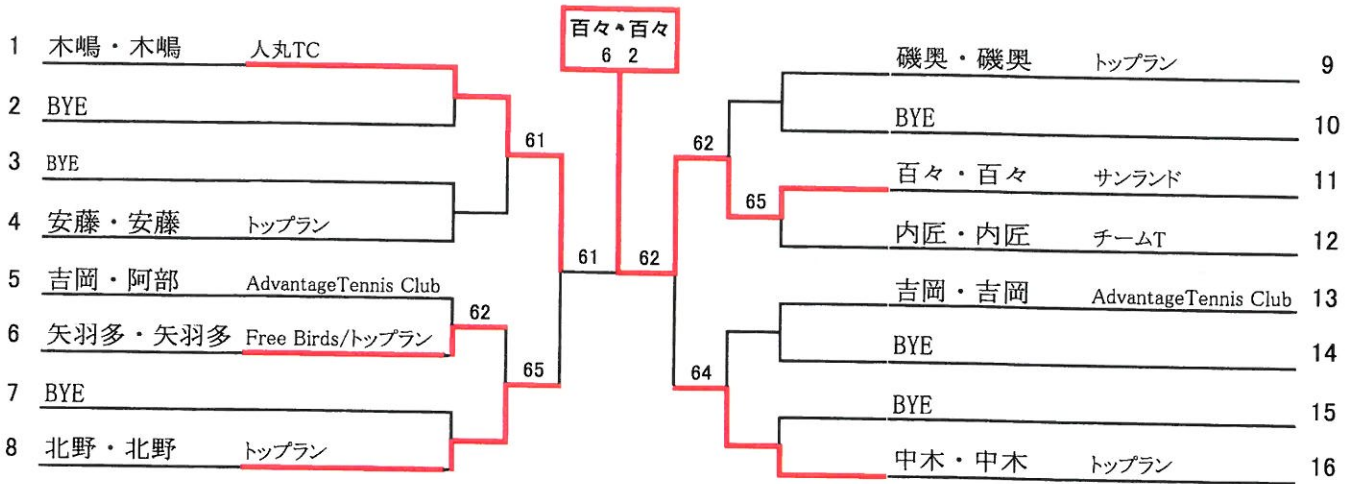 百々・百々
6 2
1 木嶋・木嶋 人丸TC
2 BYE
61
3 BYE
4 安藤・安藤 トップラン
61
5 吉岡・阿部 AdvantageTennis Club
62
6 矢羽多・矢羽多 Free Birds/トップラン
65
7 BYE
8 北野・北野 トップラン
磯奥・磯奥 トップラン 9
BYE 10
62
百々・百々 サンランド 11
65
内匠・内匠 チームT 12
62
吉岡・吉岡 AdvantageTennis Club 13
BYE 14
64
BYE 15
中木・中木 トップラン 16